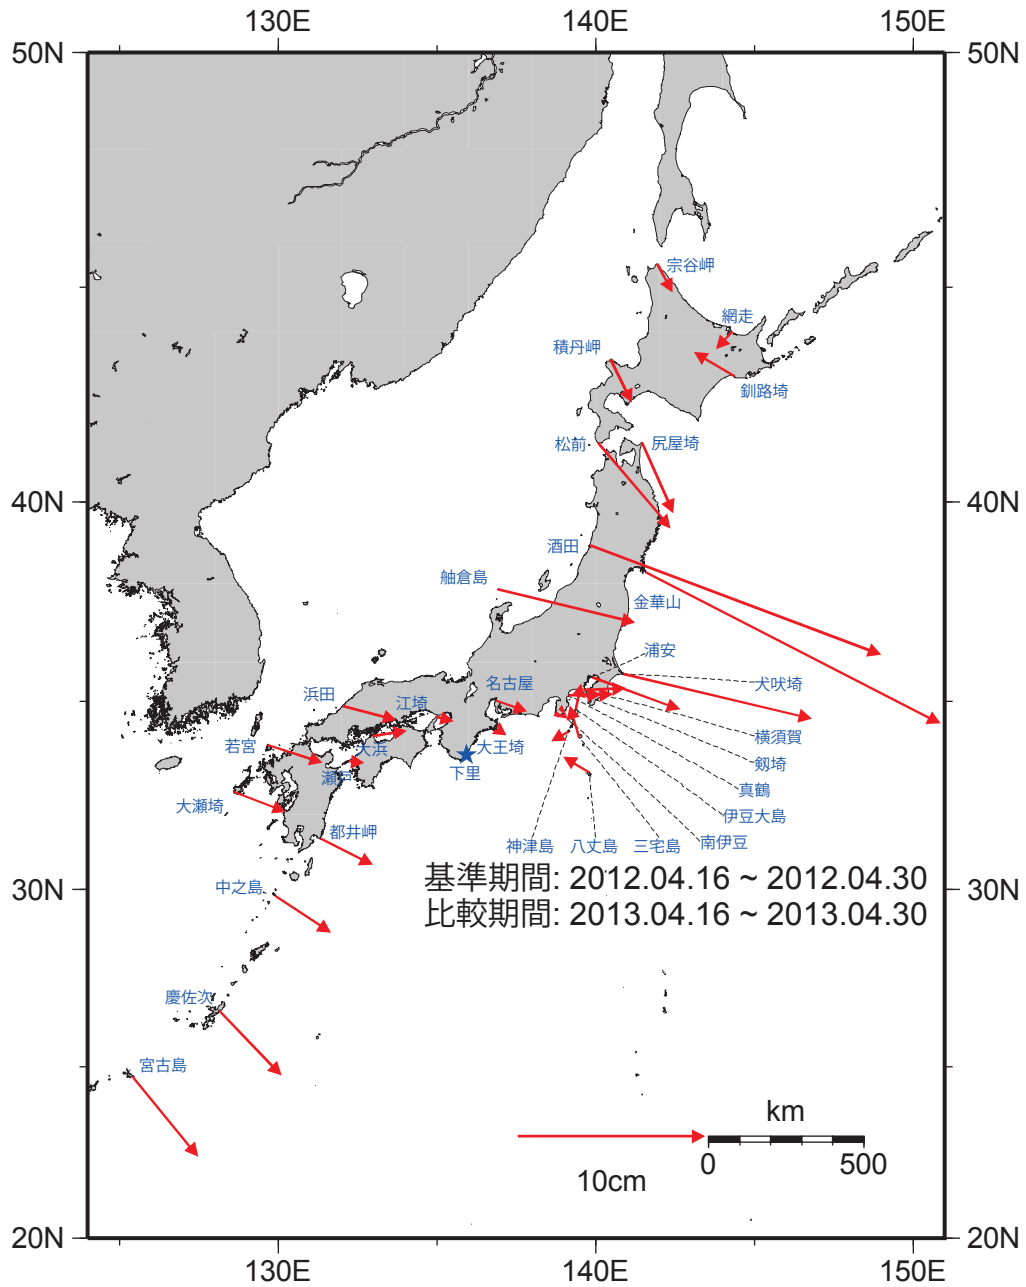 130E 140E 150E
50N 50N
宗谷岬
網走
積丹岬
釧路埼
松前 尻屋埼
40N 40N
酒田
舳倉島
金華山
浦安
名古屋 犬吠埼
浜田 江埼
横須賀
若宮 大浜 大王埼
剱埼
瀬戸 下里
真鶴
大瀬埼
伊豆大島
都井岬
神津島 八丈島 三宅島 南伊豆
30N 30N
基準期間: 2012.04.16 ~ 2012.04.30
中之島
比較期間: 2013.04.16 ~ 2013.04.30
慶佐次
宮古島
km
0 500
10cm
20N 20N
130E 140E 150E